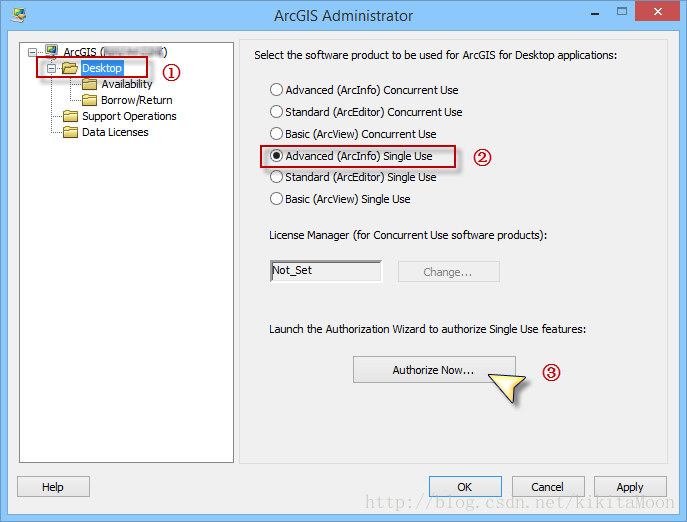 ArcGIS Administrator
ArcGIS (
Desktop
①
Availability
Borrow/Return
Support Operations
Data Licenses
Select the software product to be used for ArcGIS for Desktop applications:
Advanced (ArcInfo) Concurrent Use
Standard (ArcEditor) Concurrent Use
Basic (ArcView) Concurrent Use
Advanced (ArcInfo) Single Use
②
Standard (ArcEditor) Single Use
Basic (ArcView) Single Use
License Manager (for Concurrent Use software products):
Not_Set
Change...
Launch the Authorization Wizard to authorize Single Use features:
Authorize Now...
③
Help
OK
Cancel
Apply
http://blog.csdn.net/kikitaMoon